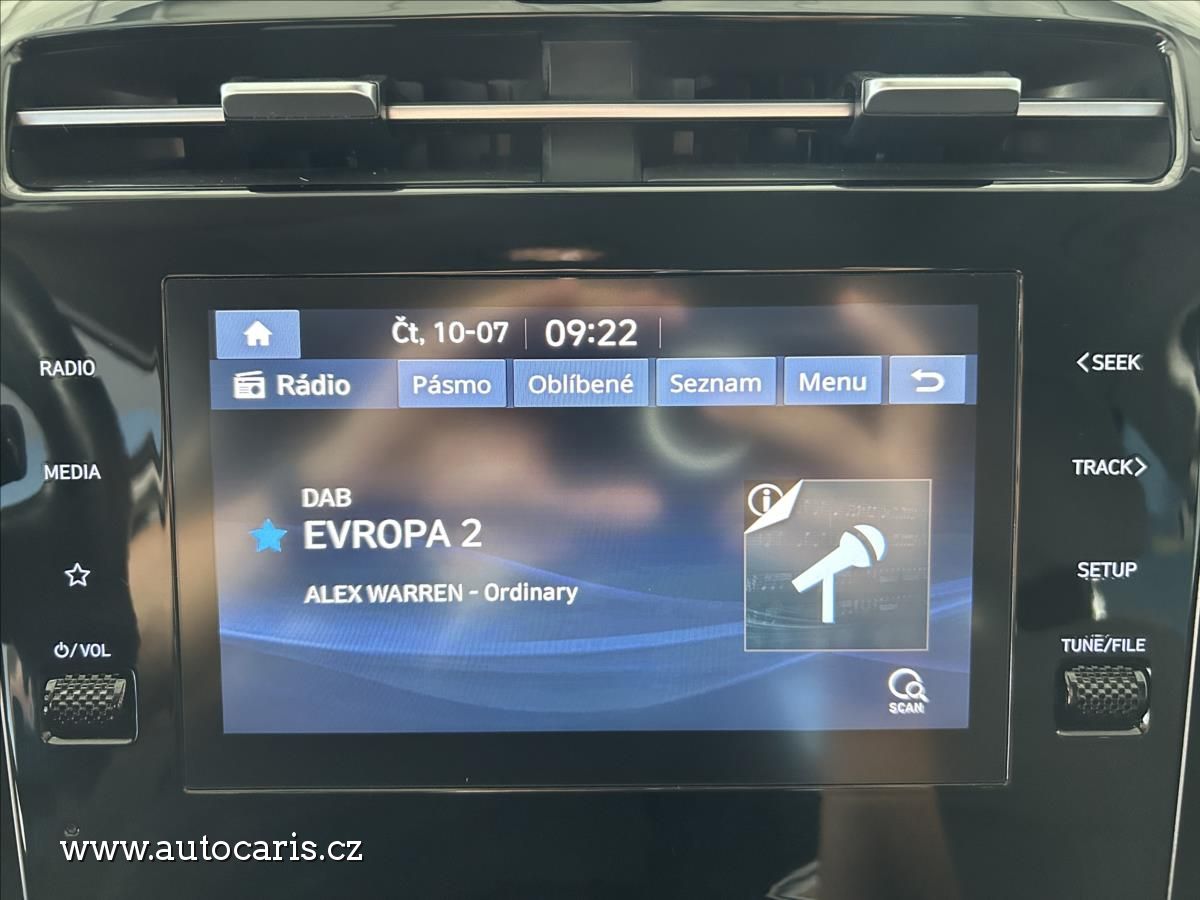 Čt, 10-07 09:22
Rádio Pásmo Oblíbené Seznam Menu
DAB
EVROPA 2
ALEX WARREN - Ordinary
SCAN
RADIO
MEDIA
⏻/VOL
<SEEK
TRACK>
SETUP
TUNE/FILE
www.autocaris.cz